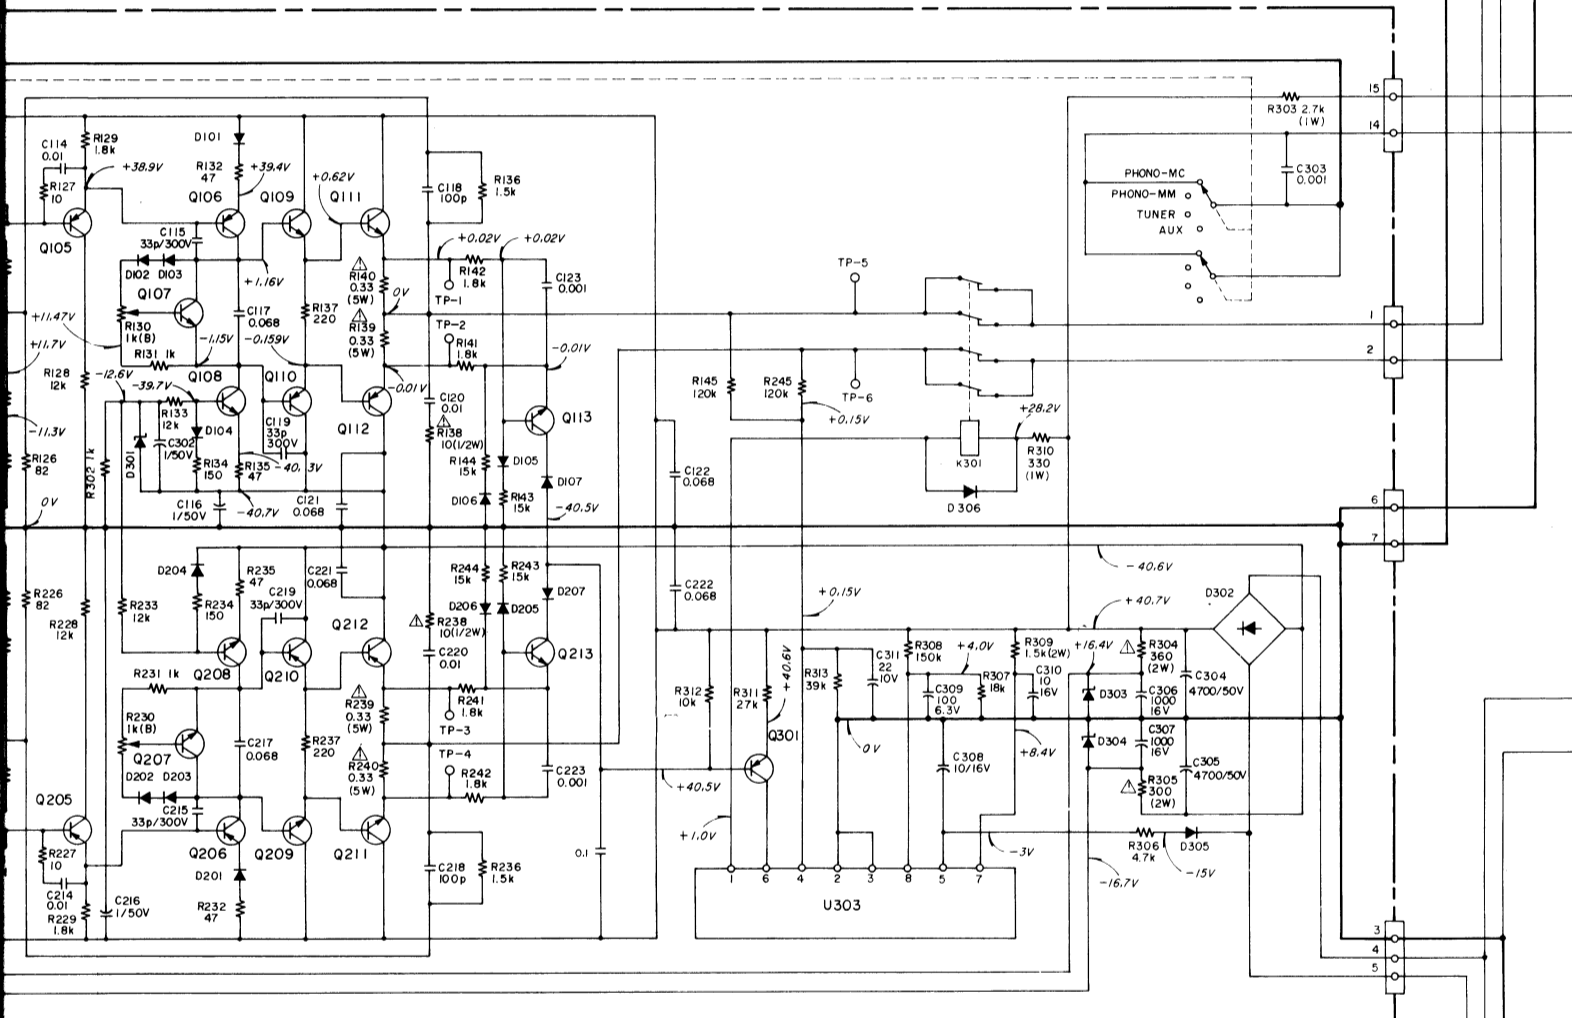 15
R303 2.7k
(1W)
14
C303
0.001
PHONO-MC
PHONO-MM
TUNER
AUX
C114
0.01
R129
1.8k
+38.9V
R127
10
Q105
D101
R132
47
+39.4V
Q106
Q109
+0.62V
Q111
C115
33p/300V
D102
D103
Q107
+1.16V
C118
100p
R136
1.5k
+0.02V
+0.02V
R142
1.8k
TP-1
R140
0.33
(5W)
0V
R139
0.33
(5W)
TP-2
R141
1.8k
C123
0.001
-0.01V
-0.01V
+11.47V
+11.7V
R130
1k(B)
R131 1k
-1.15V
C117
0.068
-0.159V
R137
220
R128
12k
-12.6V
-39.7V
Q108
Q110
R133
12k
C302
1/50V
D301
D104
R134
150
R135
47
-40.3V
C119
33p
300V
Q112
C120
0.01
R138
10(1/2W)
R144
15k
D105
D106
R143
15k
Q113
D107
-40.5V
-11.3V
R126
82
0V
R302 1k
C116
1/50V
-40.7V
C121
0.068
C122
0.068
TP-5
TP-6
1
2
R145
120k
R245
120k
+0.15V
+28.2V
K301
R310
330
(1W)
D306
6
7
R226
82
R228
12k
R233
12k
D204
R234
150
R235
47
C219
33p/300V
C221
0.068
Q212
R238
10(1/2W)
C220
0.01
R244
15k
R243
15k
D206
D205
D207
Q213
C222
0.068
+0.15V
-40.6V
+40.7V
D302
R231 1k
Q208
Q210
R230
1k(B)
Q207
D202
D203
C217
0.068
R237
220
R239
0.33
(5W)
R240
0.33
(5W)
R241
1.8k
TP-3
TP-4
R242
1.8k
C223
0.001
C215
33p/300V
Q205
R227
10
C214
0.01
R229
1.8k
C216
1/50V
Q206
Q209
Q211
D201
R232
47
C218
100p
R236
1.5k
0.1
R312
10k
R311
27k
+40.6V
Q301
+40.5V
+1.0V
R313
39k
C311
22
10V
R308
150k
+4.0V
C309
100
6.3V
R307
18k
R309
1.5k(2W)
C310
10
16V
+16.4V
R304
360
(2W)
D303
C306
1000
16V
C304
4700/50V
D304
C307
1000
16V
C305
4700/50V
R305
300
(2W)
0V
C308
10/16V
+8.4V
-3V
R306
4.7k
D305
-15V
-16.7V
1
6
4
2
3
8
5
7
U303
3
4
5